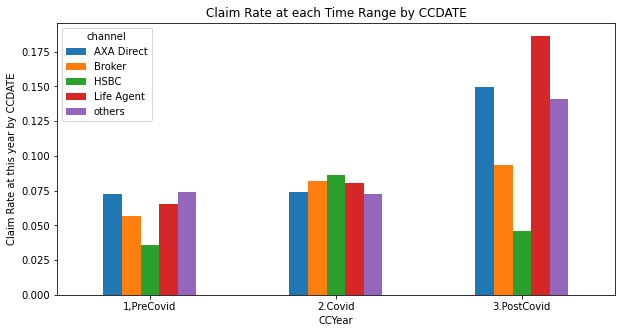 Claim Rate at each Time Range by CCDATE
channel
AXA Direct
Broker
HSBC
Life Agent
others
Claim Rate at this year by CCDATE
0.175
0.150
0.125
0.100
0.075
0.050
0.025
0.000
1,PreCovid
2.Covid
3.PostCovid
CCYear